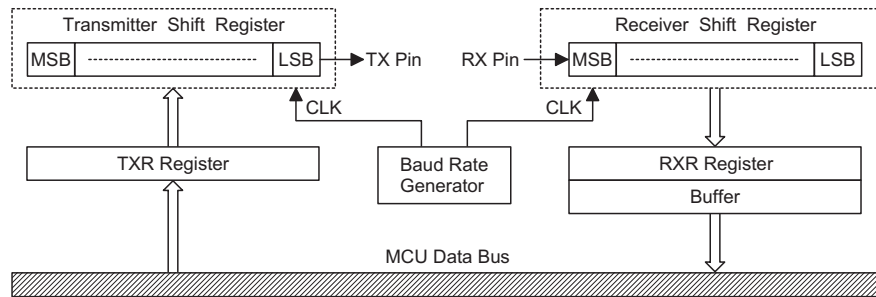 Transmitter Shift Register
Receiver Shift Register
MSB
LSB
TX Pin
RX Pin
MSB
LSB
CLK
CLK
TXR Register
Baud Rate
Generator
RXR Register
Buffer
MCU Data Bus